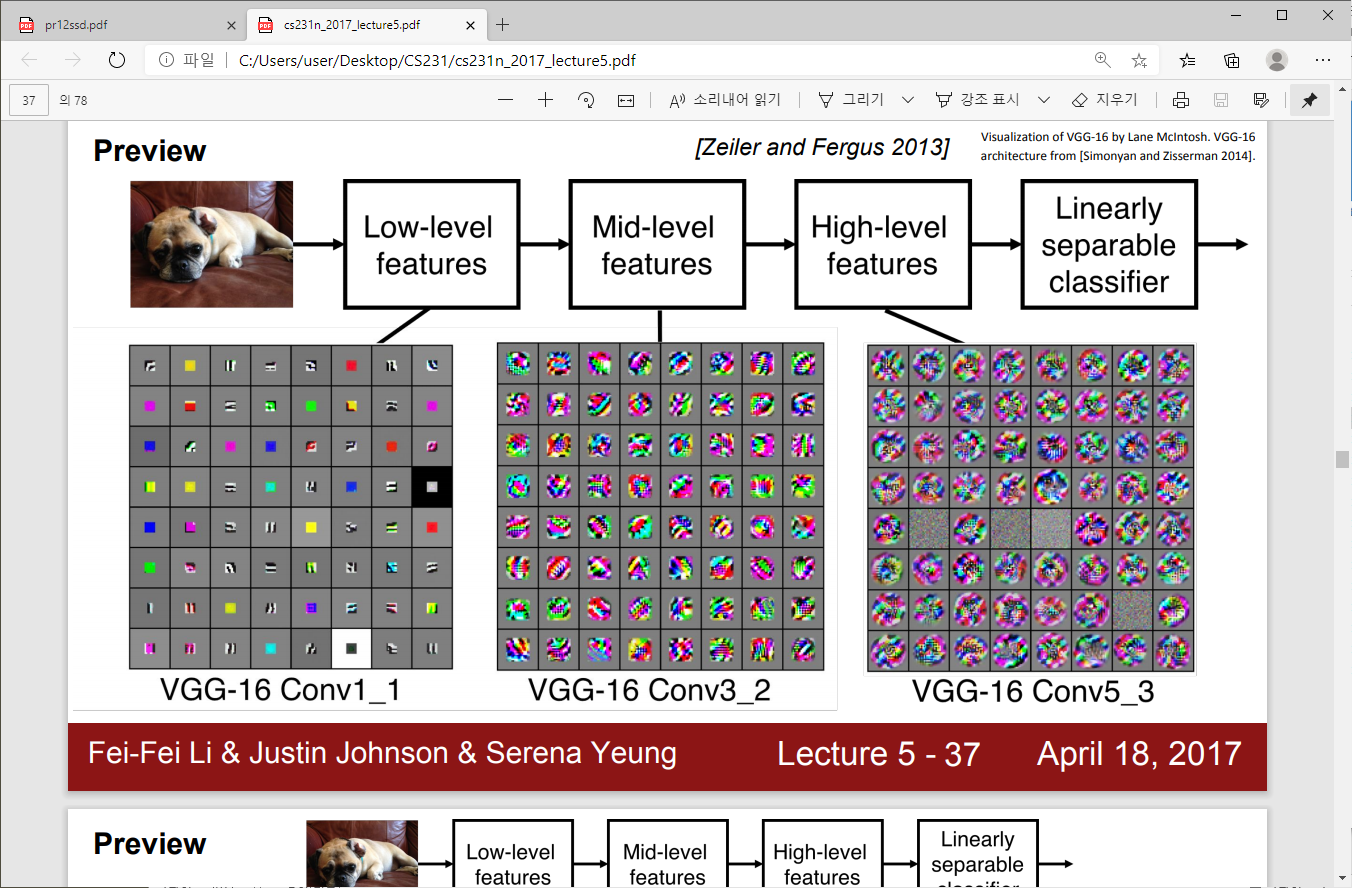 pr12ssd.pdf
cs231n_2017_lecture5.pdf
파일
C:/Users/user/Desktop/CS231/cs231n_2017_lecture5.pdf
37
의 78
소리내어 읽기
그리기
강조 표시
지우기
Preview
[Zeiler and Fergus 2013]
Visualization of VGG-16 by Lane McIntosh. VGG-16
architecture from [Simonyan and Zisserman 2014].
Low-level
features
Mid-level
features
High-level
features
Linearly
separable
classifier
VGG-16 Conv1_1
VGG-16 Conv3_2
VGG-16 Conv5_3
Fei-Fei Li & Justin Johnson & Serena Yeung
Lecture 5 - 37
April 18, 2017
Preview
Low-level
features
Mid-level
features
High-level
features
Linearly
separable